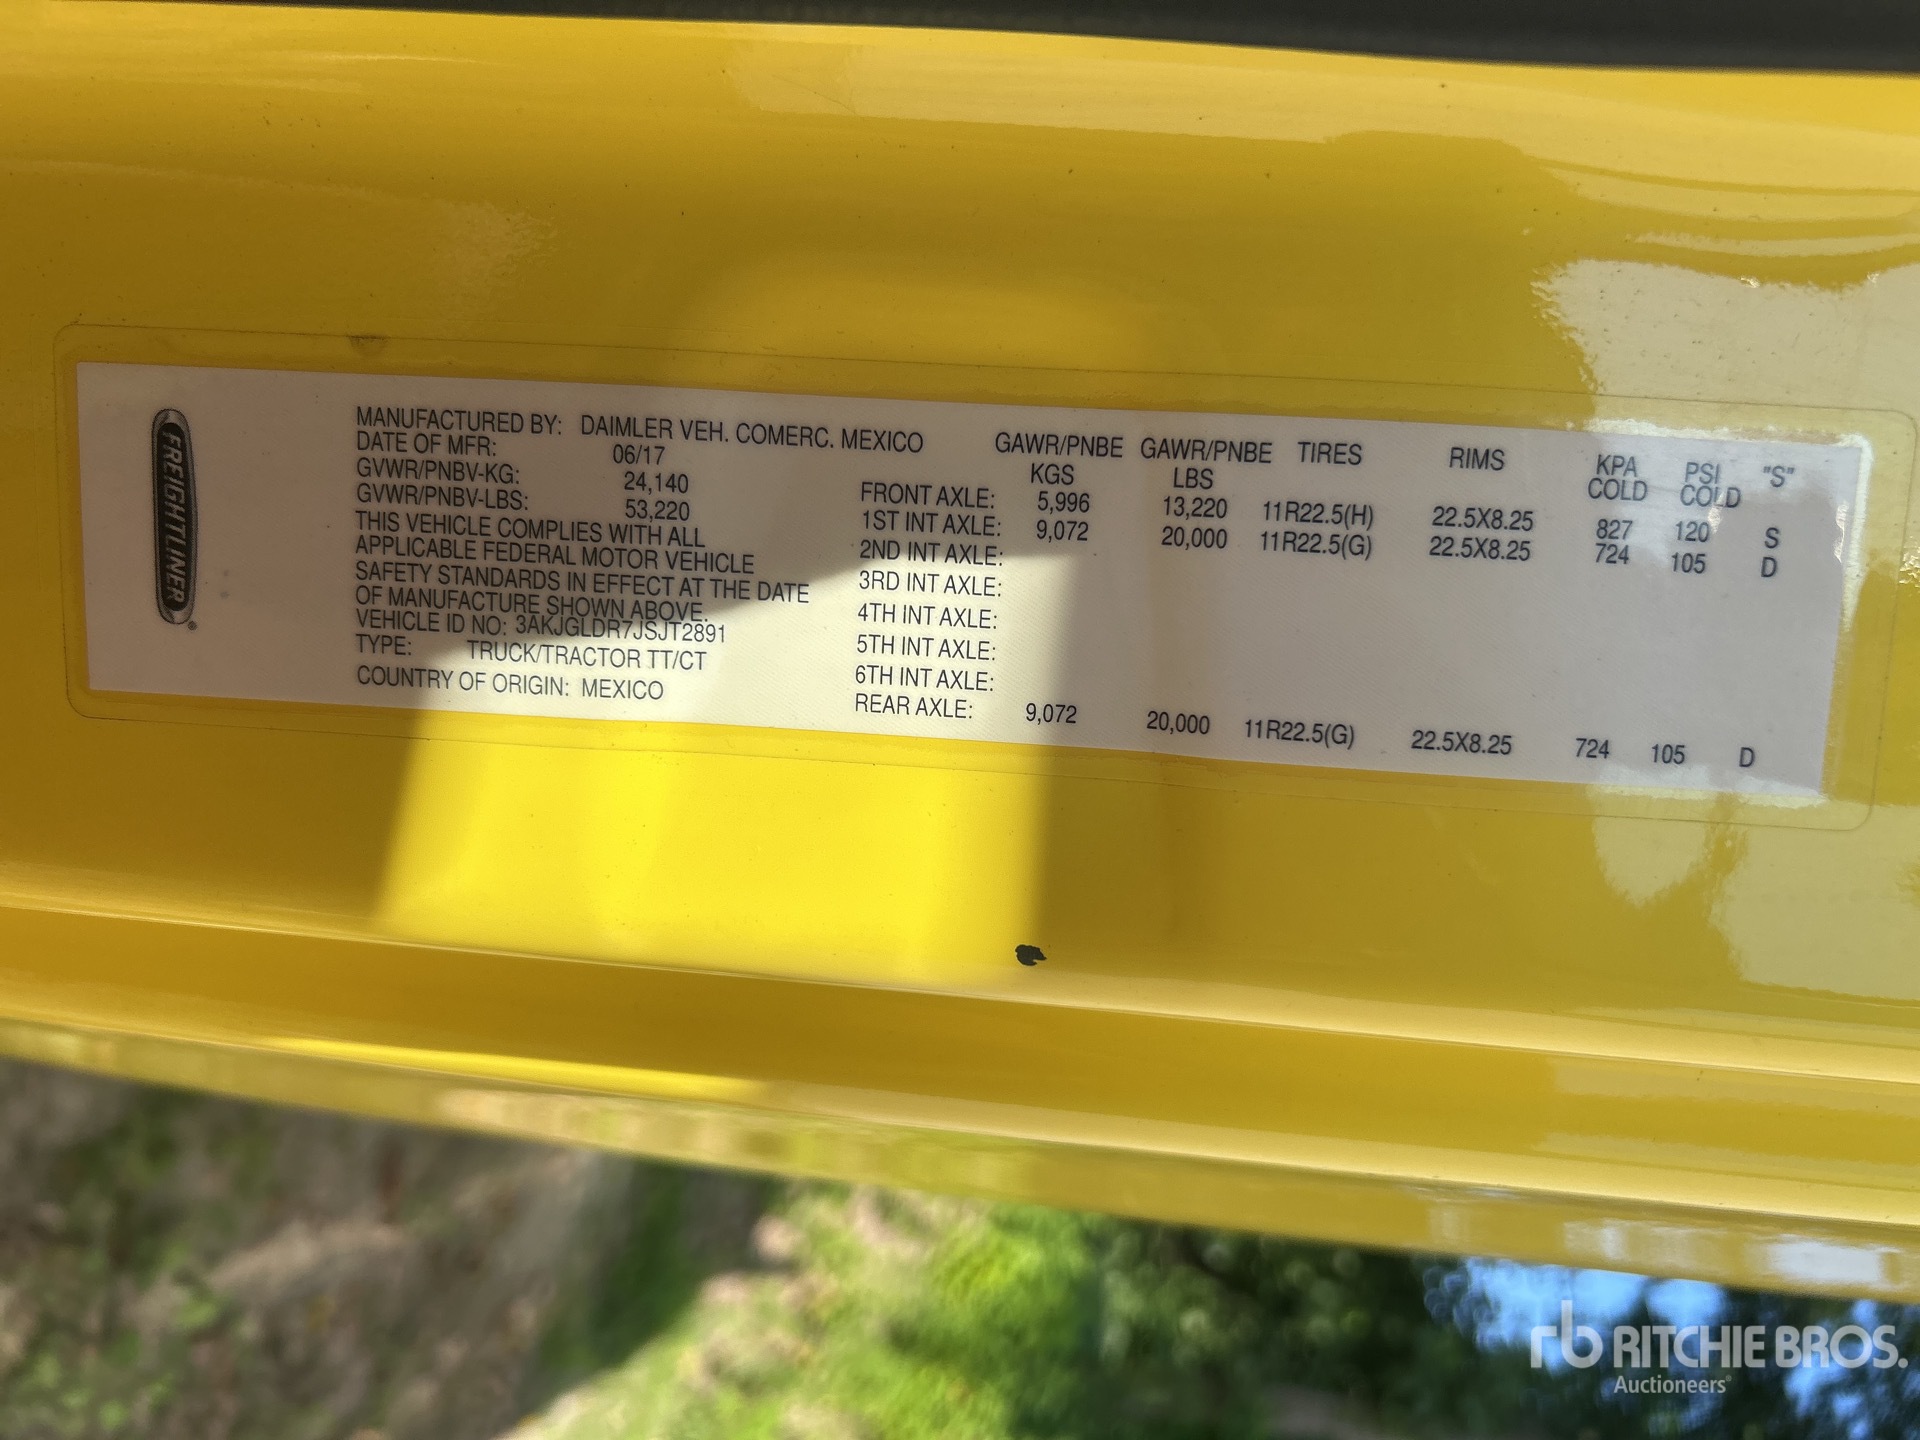 FREIGHTLINER
MANUFACTURED BY: DAIMLER VEH. COMERC. MEXICO
DATE OF MFR: 06/17
GVWR/PNBV-KG: 24,140
GVWR/PNBV-LBS: 53,220
THIS VEHICLE COMPLIES WITH ALL
APPLICABLE FEDERAL MOTOR VEHICLE
SAFETY STANDARDS IN EFFECT AT THE DATE
OF MANUFACTURE SHOWN ABOVE.
VEHICLE ID NO: 3AKJGLDR7JSJT2891
TYPE: TRUCK/TRACTOR TT/CT
COUNTRY OF ORIGIN: MEXICO
GAWR/PNBE GAWR/PNBE TIRES RIMS KPA PSI "S"
KGS LBS COLD COLD
FRONT AXLE: 5,996 13,220 11R22.5(H) 22.5X8.25 827 120 S
1ST INT AXLE: 9,072 20,000 11R22.5(G) 22.5X8.25 724 105 D
2ND INT AXLE:
3RD INT AXLE:
4TH INT AXLE:
5TH INT AXLE:
6TH INT AXLE:
REAR AXLE: 9,072 20,000 11R22.5(G) 22.5X8.25 724 105 D
rb RITCHIE BROS.
Auctioneers